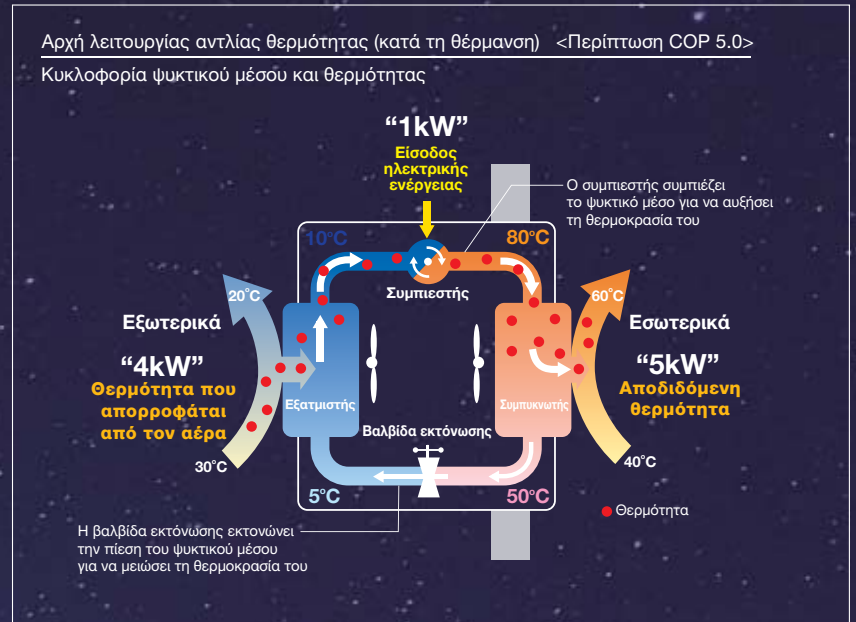 Αρχή λειτουργίας αντλίας θερμότητας (κατά τη θέρμανση) <Περίπτωση COP 5.0>
Κυκλοφορία ψυκτικού μέσου και θερμότητας
“1kW”
Είσοδος
ηλεκτρικής
ενέργειας
Ο συμπιεστής συμπιέζει
το ψυκτικό μέσο για να αυξήσει
τη θερμοκρασία του
10°C
80°C
Συμπιεστής
20°C
60°C
Εξωτερικά
Εσωτερικά
“4kW”
Θερμότητα που
απορροφάται
από τον αέρα
“5kW”
Αποδιδόμενη
θερμότητα
Εξατμιστής
Συμπυκνωτής
Βαλβίδα εκτόνωσης
30°C
40°C
5°C
50°C
Θερμότητα
Η βαλβίδα εκτόνωσης εκτονώνει
την πίεση του ψυκτικού μέσου
για να μειώσει τη θερμοκρασία του